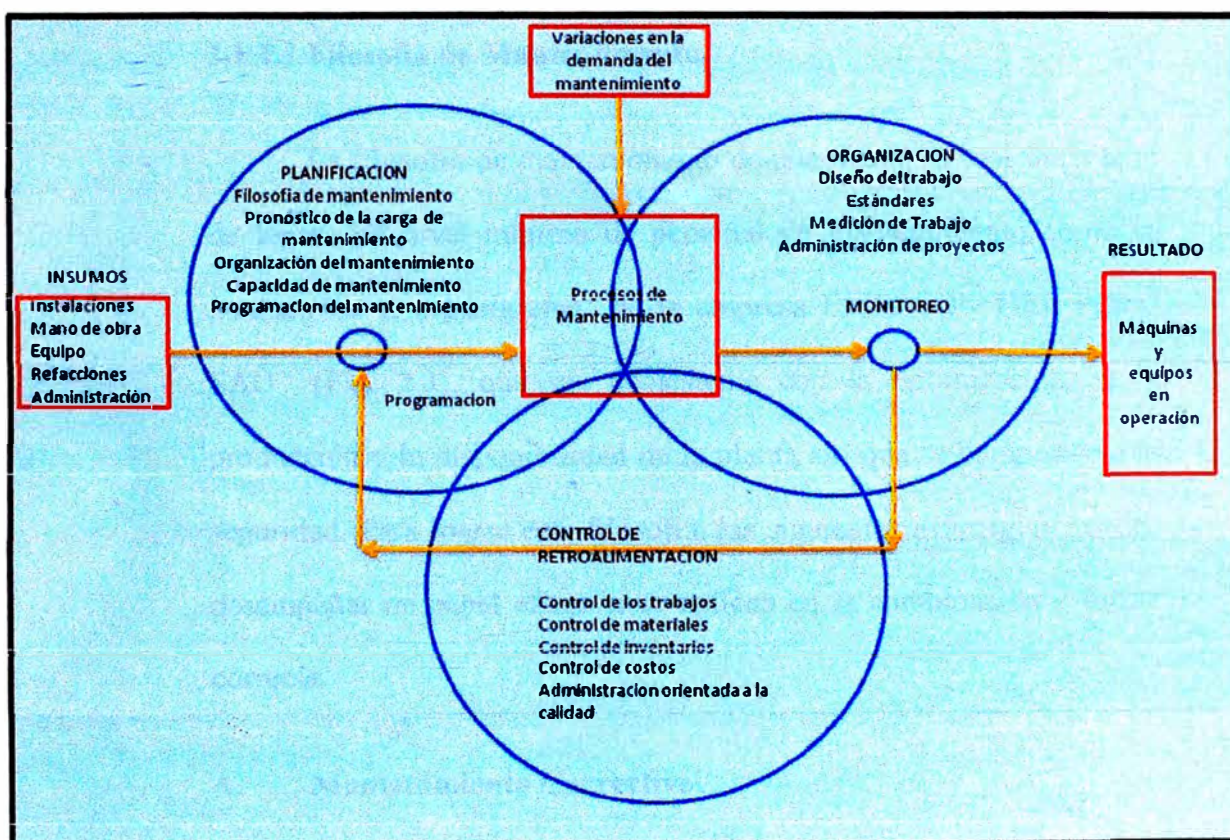 Variaciones en la
demanda del
mantenimiento
PLANIFICACION
Filosofia de mantenimiento
Pronóstico de la carga de
mantenimiento
Organización del mantenimiento
Capacidad de mantenimiento
Programacion del mantenimiento
ORGANIZACION
Diseño del trabajo
Estándares
Medición de Trabajo
Administración de proyectos
INSUMOS
Instalaciones
Mano de obra
Equipo
Refacciones
Administración
Procesos de
Mantenimiento
MONITOREO
RESULTADO
Máquinas
y
equipos
en
operación
Programacion
CONTROL DE
RETROALIMENTACION
Control de los trabajos
Control de materiales
Control de inventarios
Control de costos
Administracion orientada a la
calidad